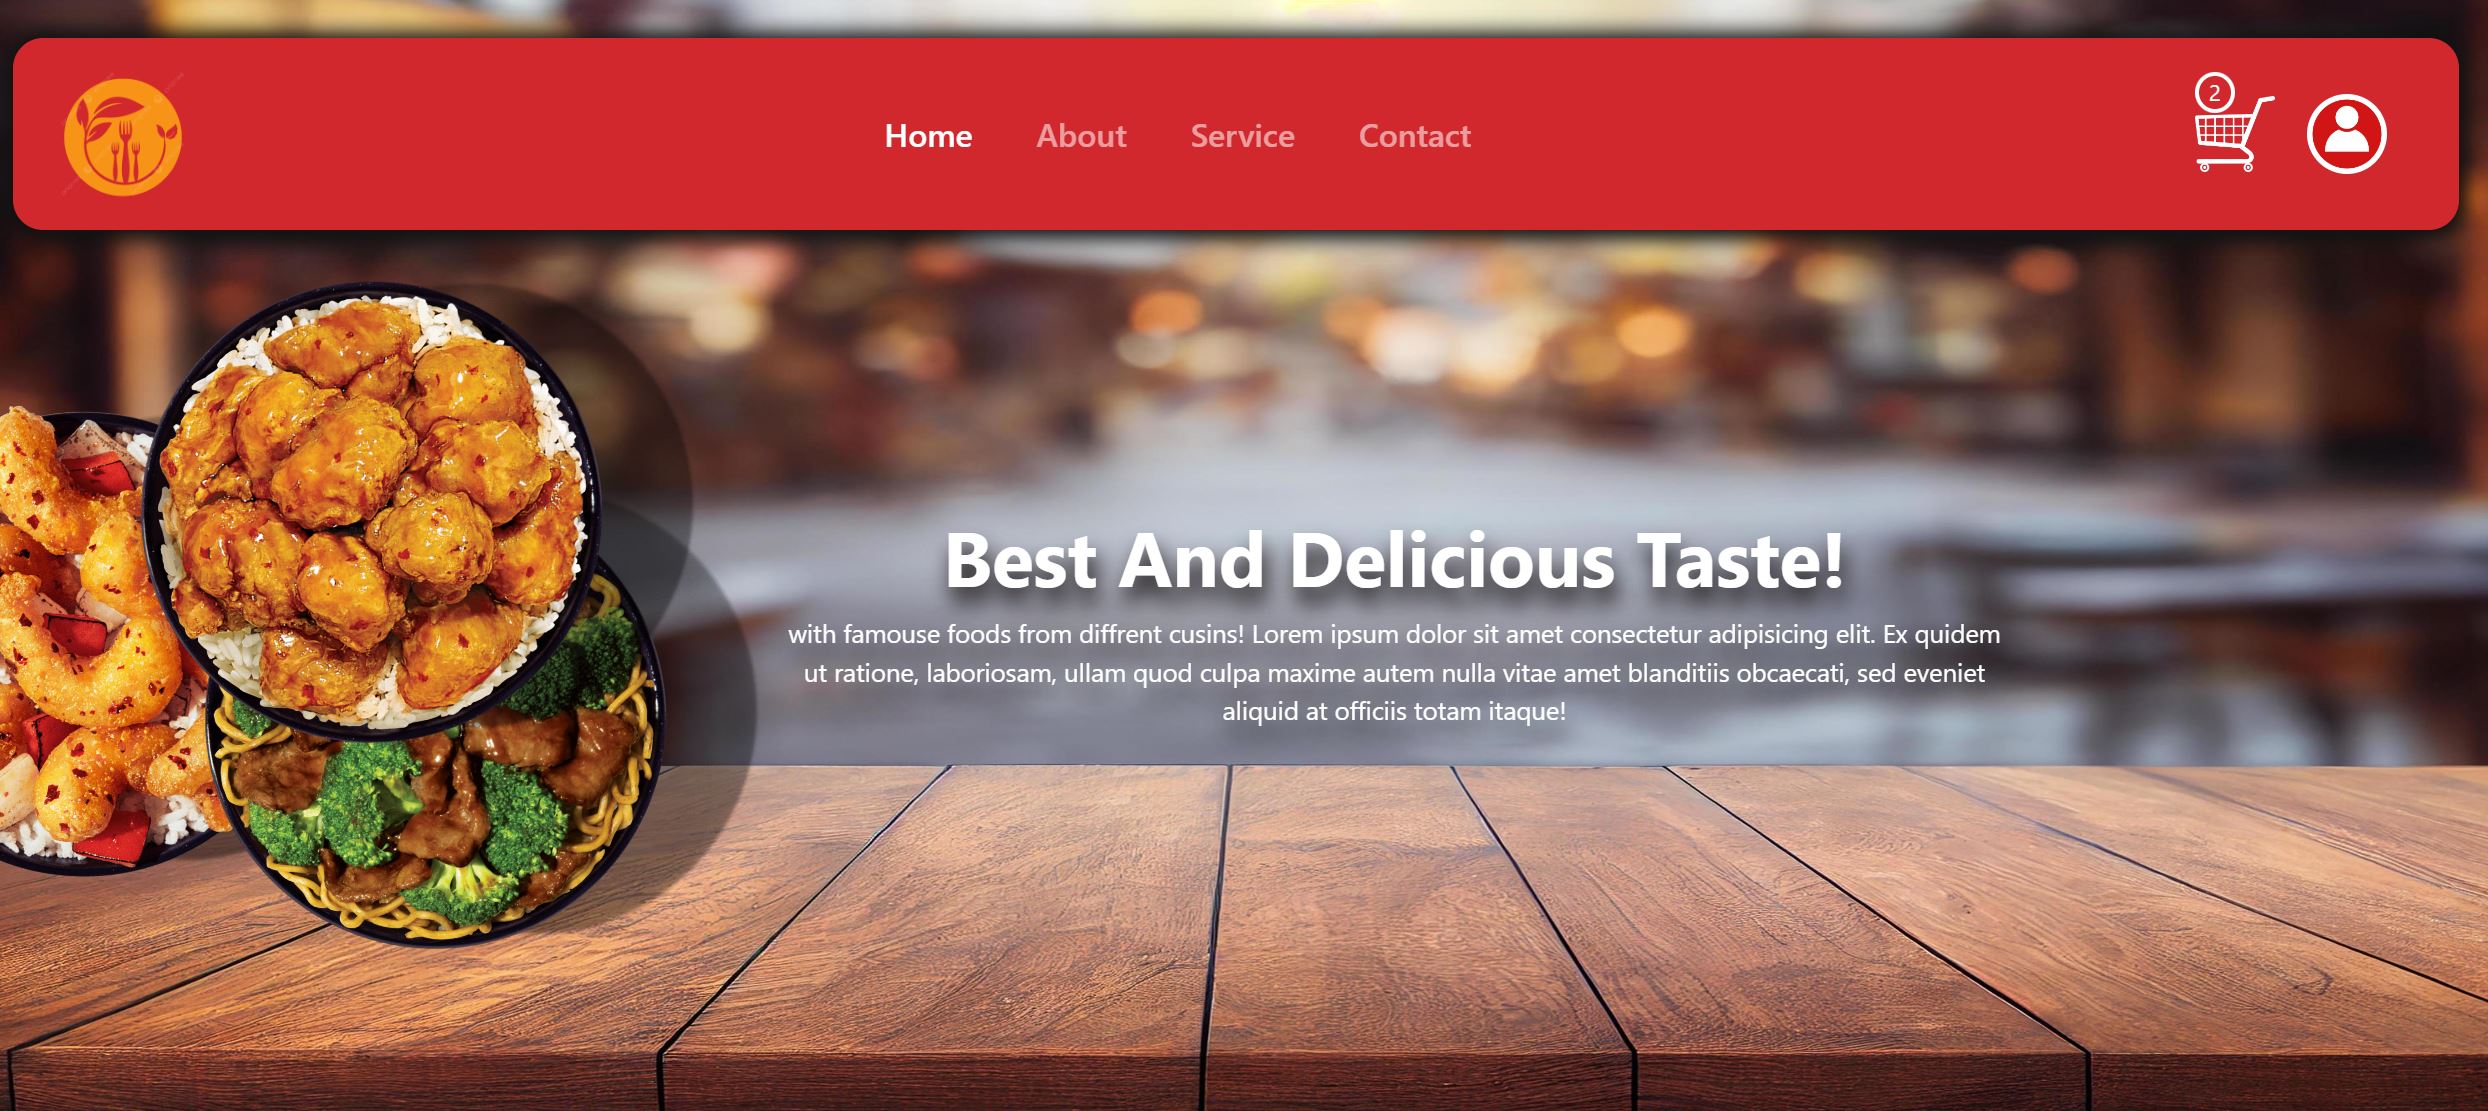 Home About Service Contact
2
Best And Delicious Taste!
with famouse foods from diffrent cusins! Lorem ipsum dolor sit amet consectetur adipisicing elit. Ex quidem
ut ratione, laboriosam, ullam quod culpa maxime autem nulla vitae amet blanditiis obcaecati, sed eveniet
aliquid at officiis totam itaque!